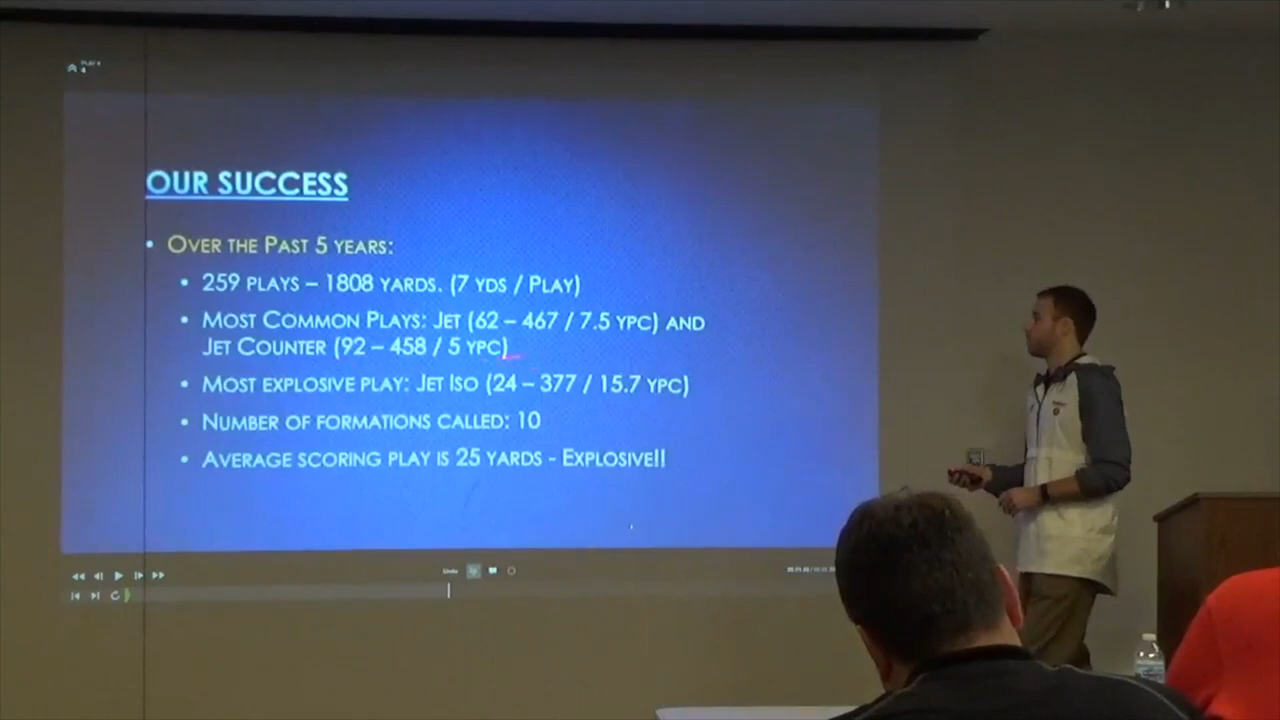 OUR SUCCESS
• OVER THE PAST 5 YEARS:
• 259 PLAYS – 1808 YARDS. (7 YDS / PLAY)
• MOST COMMON PLAYS: JET (62 – 467 / 7.5 YPC) AND
JET COUNTER (92 – 458 / 5 YPC)
• MOST EXPLOSIVE PLAY: JET ISO (24 – 377 / 15.7 YPC)
• NUMBER OF FORMATIONS CALLED: 10
• AVERAGE SCORING PLAY IS 25 YARDS - EXPLOSIVE!!
Undo